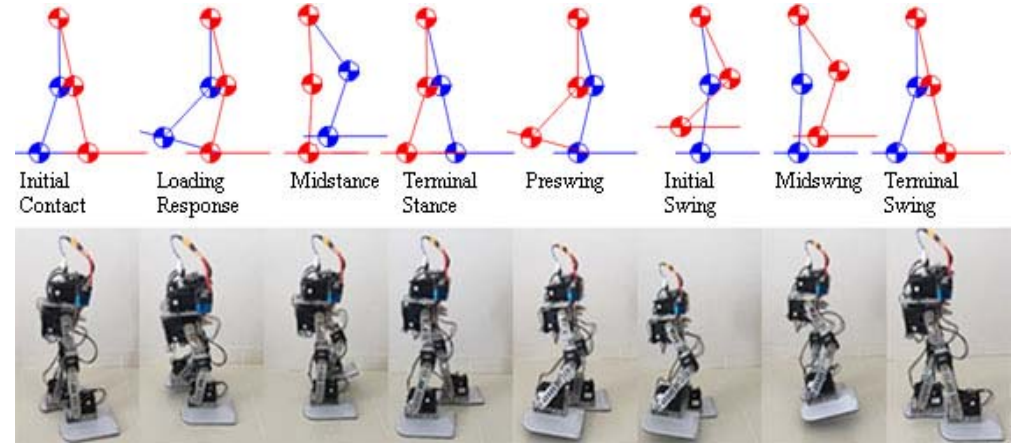 Initial
Contact
Loading
Response
Midstance
Terminal
Stance
Preswing
Initial
Swing
Midswing
Terminal
Swing